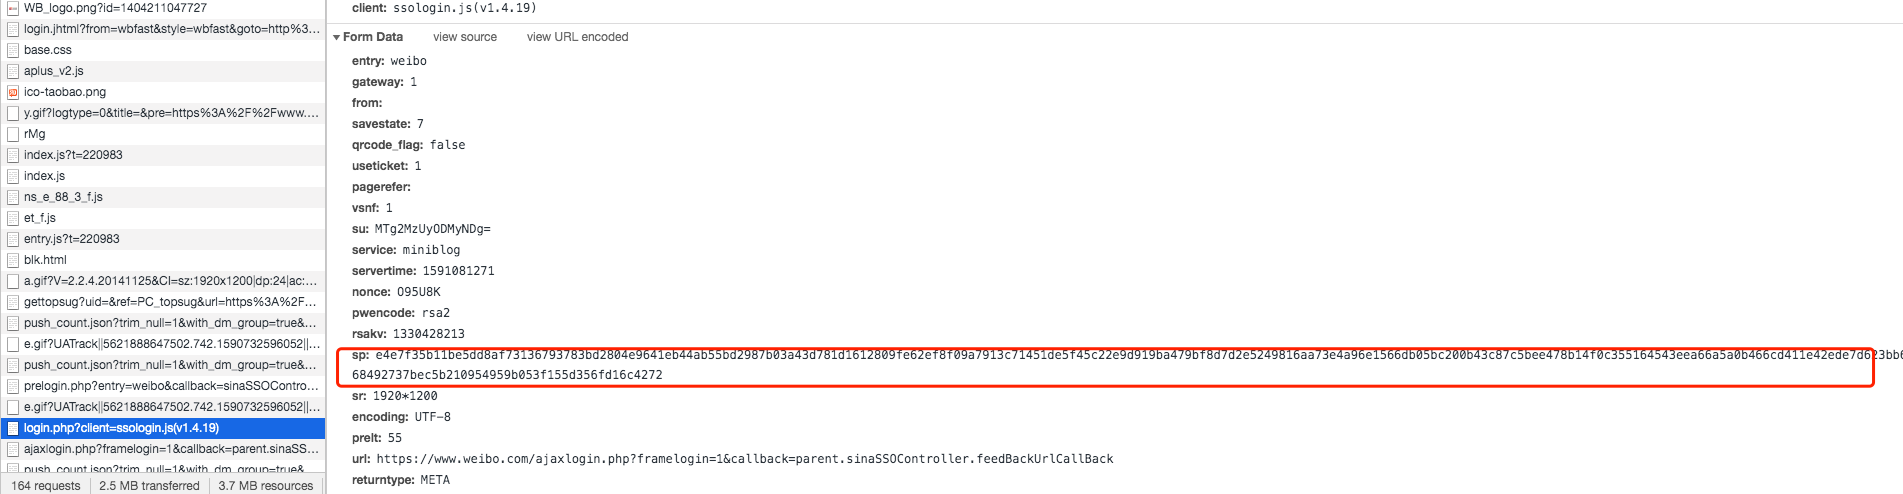 WB_logo.png?id=1404211047727
login.jhtml?from=wbfast&style=wbfast&goto=http%3...
base.css
aplus_v2.js
ico-taobao.png
y.gif?logtype=0&title=&pre=https%3A%2F%2Fwww....
rMg
index.js?t=220983
index.js
ns_e_88_3_f.js
et_f.js
entry.js?t=220983
blk.html
a.gif?V=2.2.4.20141125&CI=sz:1920x1200|dp:24|ac:...
gettopsug?uid=&ref=PC_topsug&url=https%3A%2F...
push_count.json?trim_null=1&with_dm_group=true&...
e.gif?UATrack||5621888647502.742.1590732596052||...
push_count.json?trim_null=1&with_dm_group=true&...
prelogin.php?entry=weibo&callback=sinaSSOContro...
e.gif?UATrack||5621888647502.742.1590732596052||...
login.php?client=ssologin.js(v1.4.19)
ajaxlogin.php?framelogin=1&callback=parent.sinaSS...
push_count.json?trim_null=1&with_dm_group=true&...
164 requests 2.5 MB transferred 3.7 MB resources
client: ssologin.js(v1.4.19)
Form Data view source view URL encoded
entry: weibo
gateway: 1
from:
savestate: 7
qrcode_flag: false
useticket: 1
pagerefer:
vsnf: 1
su: MTg2MzUyODMyNDg=
service: miniblog
servertime: 1591081271
nonce: O95U8K
pwencode: rsa2
rsakv: 1330428213
sp: e4e7f35b11be5dd8af73136793783bd2804e9641eb44ab55bd2987b03a43d781d1612809fe62ef8f09a7913c71451de5f45c22e9d919ba479bf8d7d2e5249816aa73e4a96e1566db05bc200b43c87c5bee478b14f0c355164543eea66a5a0b466cd411e42ede7d623bb6
68492737bec5b210954959b053f155d356fd16c4272
sr: 1920*1200
encoding: UTF-8
prelt: 55
url: https://www.weibo.com/ajaxlogin.php?framelogin=1&callback=parent.sinaSSOController.feedBackUrlCallBack
returntype: META